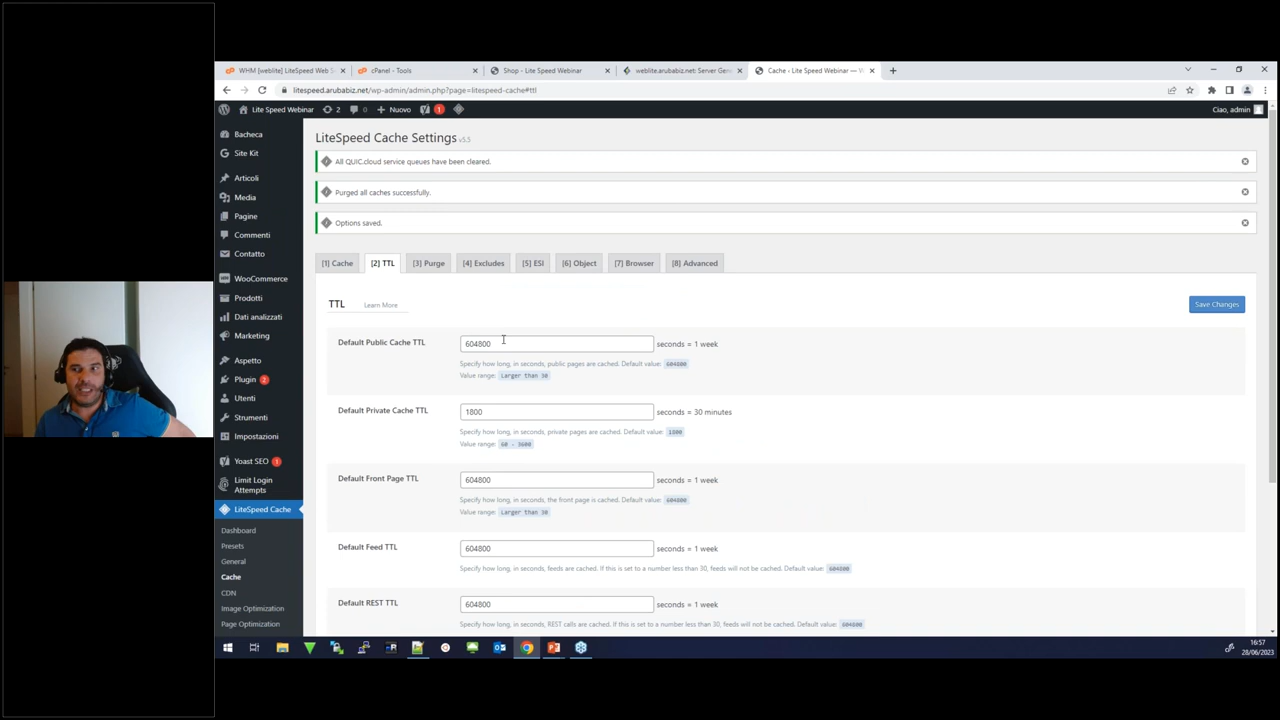 WHM [weblite] LiteSpeed Web S
cPanel - Tools
Shop - Lite Speed Webinar
weblite.arubabiz.net: Server Gene
Cache ‹ Lite Speed Webinar —
litespeed.arubabiz.net/wp-admin/admin.php?page=litespeed-cache#ttl
Lite Speed Webinar
2
Nuovo
1
Ciao, admin
Bacheca
Site Kit
Articoli
Media
Pagine
Commenti
Contatto
WooCommerce
Prodotti
Dati analizzati
Marketing
Aspetto
Plugin 2
Utenti
Strumenti
Impostazioni
Yoast SEO 1
Limit Login
Attempts
LiteSpeed Cache
Dashboard
Presets
General
Cache
CDN
Image Optimization
Page Optimization
LiteSpeed Cache Settings v5.5
All QUIC.cloud service queues have been cleared.
Purged all caches successfully.
Options saved.
[1] Cache
[2] TTL
[3] Purge
[4] Excludes
[5] ESI
[6] Object
[7] Browser
[8] Advanced
TTL
Learn More
Save Changes
Default Public Cache TTL
604800
seconds = 1 week
Specify how long, in seconds, public pages are cached. Default value: 604800
Value range: Larger than 30
Default Private Cache TTL
1800
seconds = 30 minutes
Specify how long, in seconds, private pages are cached. Default value: 1800
Value range: 60 - 3600
Default Front Page TTL
604800
seconds = 1 week
Specify how long, in seconds, the front page is cached. Default value: 604800
Value range: Larger than 30
Default Feed TTL
604800
seconds = 1 week
Specify how long, in seconds, feeds are cached. If this is set to a number less than 30, feeds will not be cached. Default value: 604800
Default REST TTL
604800
seconds = 1 week
Specify how long, in seconds, REST calls are cached. If this is set to a number less than 30, feeds will not be cached. Default value: 604800
16:57
28/06/2023